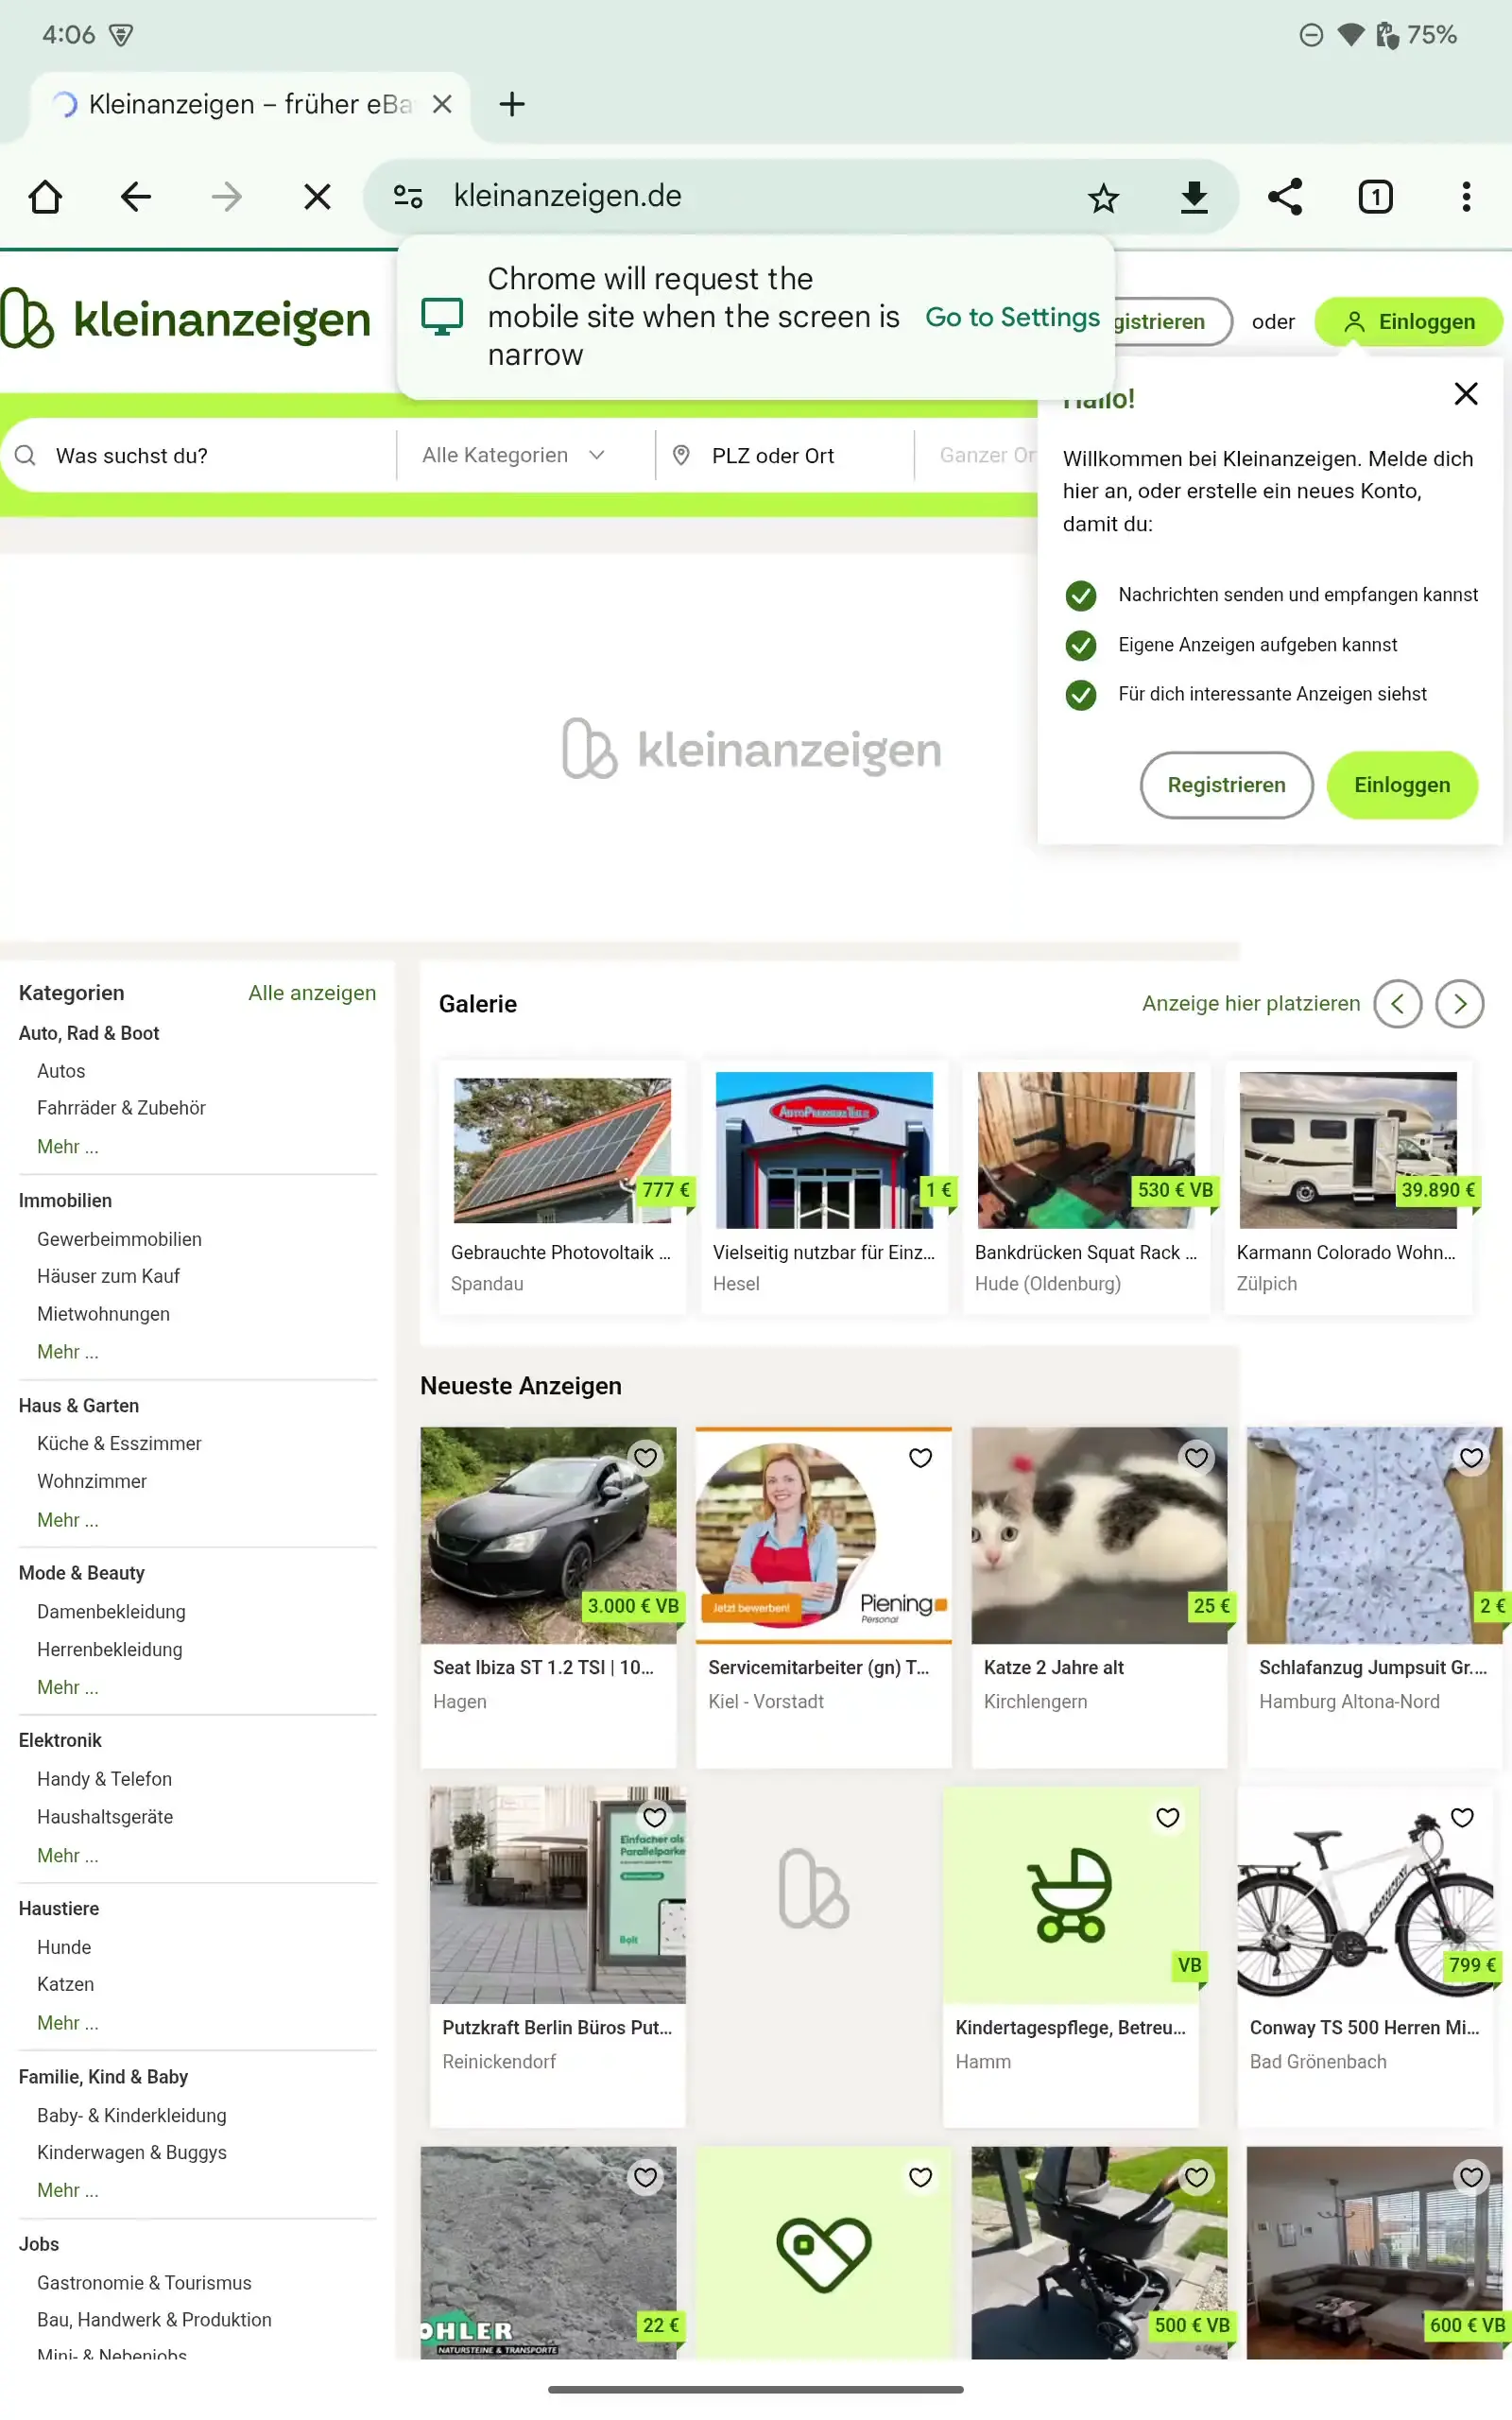 4:06
75%
Kleinanzeigen – früher eBa
kleinanzeigen.de
1
Chrome will request the
mobile site when the screen is
narrow
Go to Settings
kleinanzeigen
gistrieren
oder
Einloggen
Was suchst du?
Alle Kategorien
PLZ oder Ort
Ganzer Or
Hallo!
Willkommen bei Kleinanzeigen. Melde dich
hier an, oder erstelle ein neues Konto,
damit du:
Nachrichten senden und empfangen kannst
Eigene Anzeigen aufgeben kannst
Für dich interessante Anzeigen siehst
Registrieren
Einloggen
kleinanzeigen
Kategorien
Alle anzeigen
Auto, Rad & Boot
Autos
Fahrräder & Zubehör
Mehr ...
Immobilien
Gewerbeimmobilien
Häuser zum Kauf
Mietwohnungen
Mehr ...
Haus & Garten
Küche & Esszimmer
Wohnzimmer
Mehr ...
Mode & Beauty
Damenbekleidung
Herrenbekleidung
Mehr ...
Elektronik
Handy & Telefon
Haushaltsgeräte
Mehr ...
Haustiere
Hunde
Katzen
Mehr ...
Familie, Kind & Baby
Baby- & Kinderkleidung
Kinderwagen & Buggys
Mehr ...
Jobs
Gastronomie & Tourismus
Bau, Handwerk & Produktion
Mini- & Nebenjobs
Galerie
Anzeige hier platzieren
777 €
Gebrauchte Photovoltaik ...
Spandau
AutoPremiumTeile
1 €
Vielseitig nutzbar für Einz...
Hesel
530 € VB
Bankdrücken Squat Rack ...
Hude (Oldenburg)
39.890 €
Karmann Colorado Wohn...
Zülpich
Neueste Anzeigen
3.000 € VB
Seat Ibiza ST 1.2 TSI | 10...
Hagen
Jetzt bewerben!
Piening
Personal
Servicemitarbeiter (gn) T...
Kiel - Vorstadt
25 €
Katze 2 Jahre alt
Kirchlengern
2 €
Schlafanzug Jumpsuit Gr....
Hamburg Altona-Nord
Einfacher als
Parallelparke
Bolt
Putzkraft Berlin Büros Put...
Reinickendorf
VB
Kindertagespflege, Betreu...
Hamm
CONWAY
799 €
Conway TS 500 Herren Mi...
Bad Grönenbach
OHLER
NATURSTEINE & TRANSPORTE
22 €
500 € VB
600 € VB